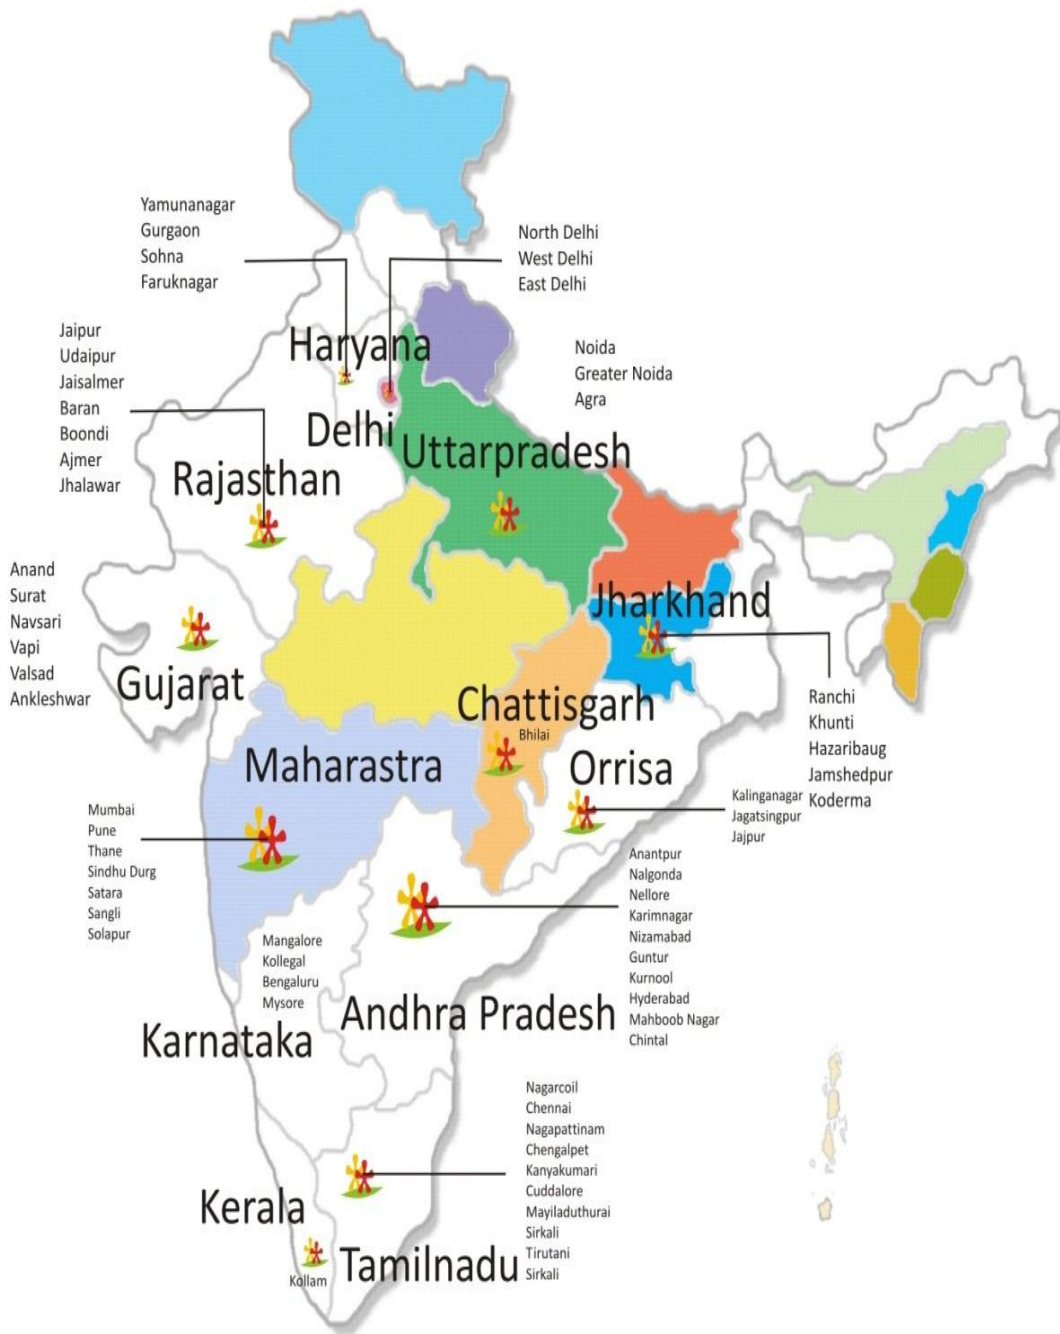 Yamunanagar
Gurgaon
Sohna
Faruknagar
North Delhi
West Delhi
East Delhi
Haryana
Jaipur
Udaipur
Jaisalmer
Baran
Boondi
Ajmer
Jhalawar
Noida
Greater Noida
Agra
Delhi
Uttarpradesh
Rajasthan
Anand
Surat
Navsari
Vapi
Valsad
Ankleshwar
Jharkhand
Gujarat
Chattisgarh
Bhilai
Ranchi
Khunti
Hazaribaug
Jamshedpur
Koderma
Maharastra
Orrisa
Kalinganagar
Jagatsingpur
Jajpur
Mumbai
Pune
Thane
Sindhu Durg
Satara
Sangli
Solapur
Anantpur
Nalgonda
Nellore
Karimnagar
Nizamabad
Guntur
Kurnool
Hyderabad
Mahboob Nagar
Chintal
Mangalore
Kollegal
Bengaluru
Mysore
Andhra Pradesh
Karnataka
Nagarcoil
Chennai
Nagapattinam
Chengalpet
Kanyakumari
Cuddalore
Mayiladuthurai
Sirkali
Tirutani
Sirkali
Kerala
Kollam
Tamilnadu